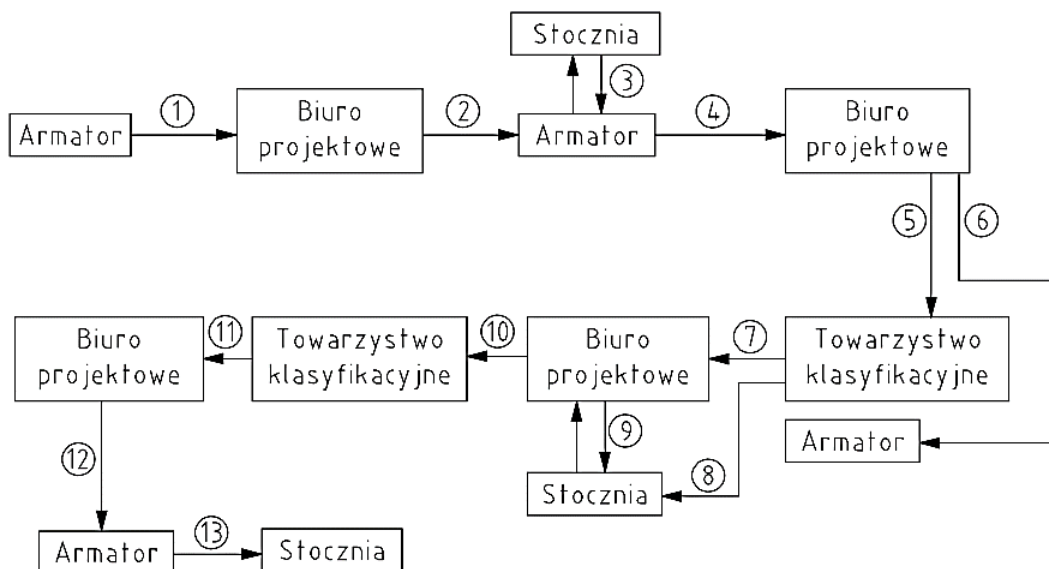 Stocznia
3
1
Biuro
projektowe
2
4
Biuro
projektowe
Armator
Armator
5
6
Biuro
projektowe
11
Towarzystwo
klasyfikacyjne
10
Biuro
projektowe
7
Towarzystwo
klasyfikacyjne
9
Armator
12
8
Stocznia
13
Armator
Stocznia